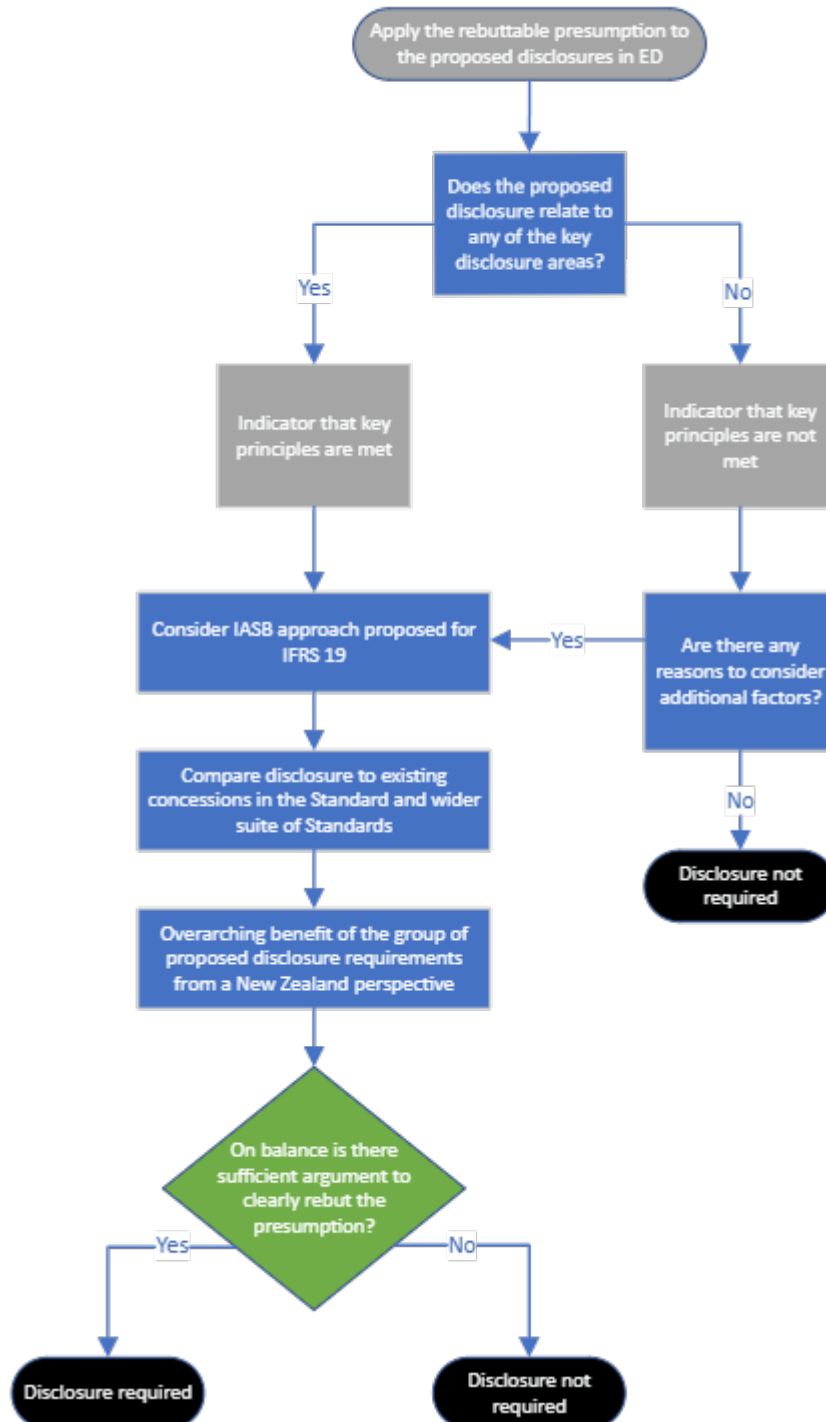 Apply the rebuttable presumption to
the proposed disclosures in ED
Does the proposed
disclosure relate to
any of the key
disclosure areas?
Yes
No
Indicator that key
principles are met
Indicator that key
principles are not
met
Consider IASB approach proposed for
IFRS 19
Yes
Are there any
reasons to consider
additional factors?
Compare disclosure to existing
concessions in the Standard and wider
suite of Standards
No
Disclosure not
required
Overarching benefit of the group of
proposed disclosure requirements
from a New Zealand perspective
On balance is there
sufficient argument to
clearly rebut the
presumption?
Yes
No
Disclosure required
Disclosure not
required